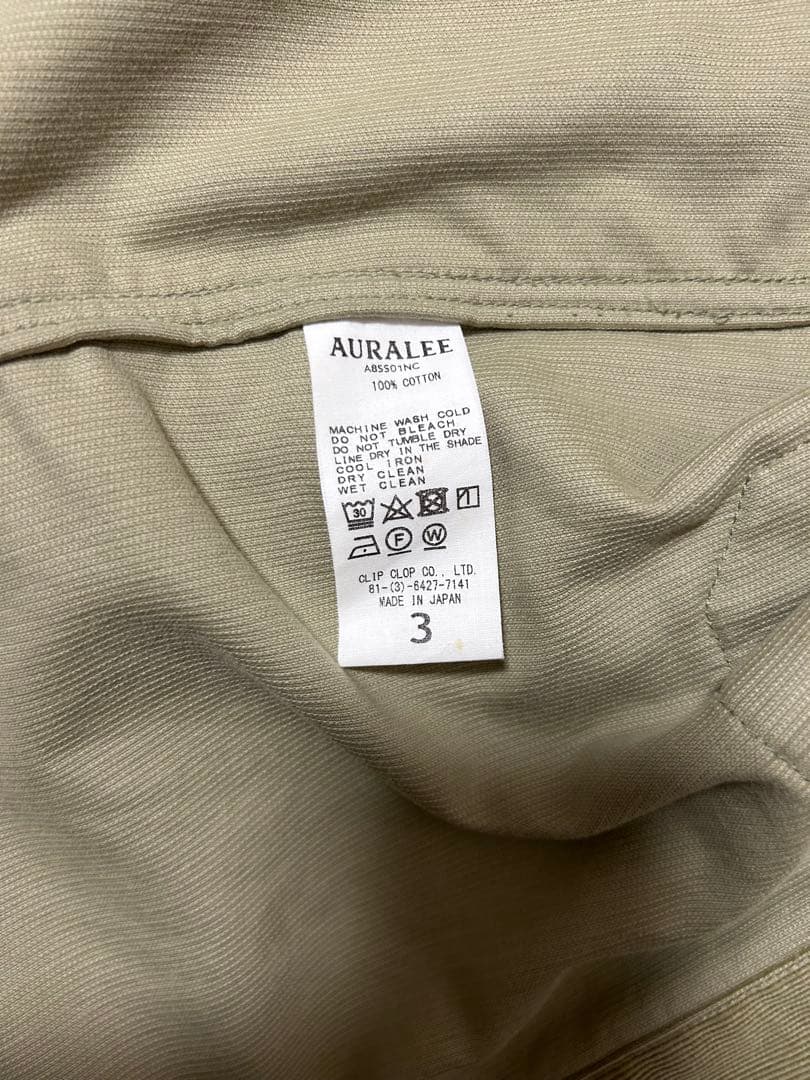 AURALEE
A8SS01NC
100% COTTON
MACHINE WASH COLD
DO NOT BLEACH
DO NOT TUMBLE DRY
LINE DRY IN THE SHADE
COOL IRON
DRY CLEAN
WET CLEAN
30
F W
CLIP CLOP CO., LTD.
81-(3)-6427-7141
MADE IN JAPAN
3